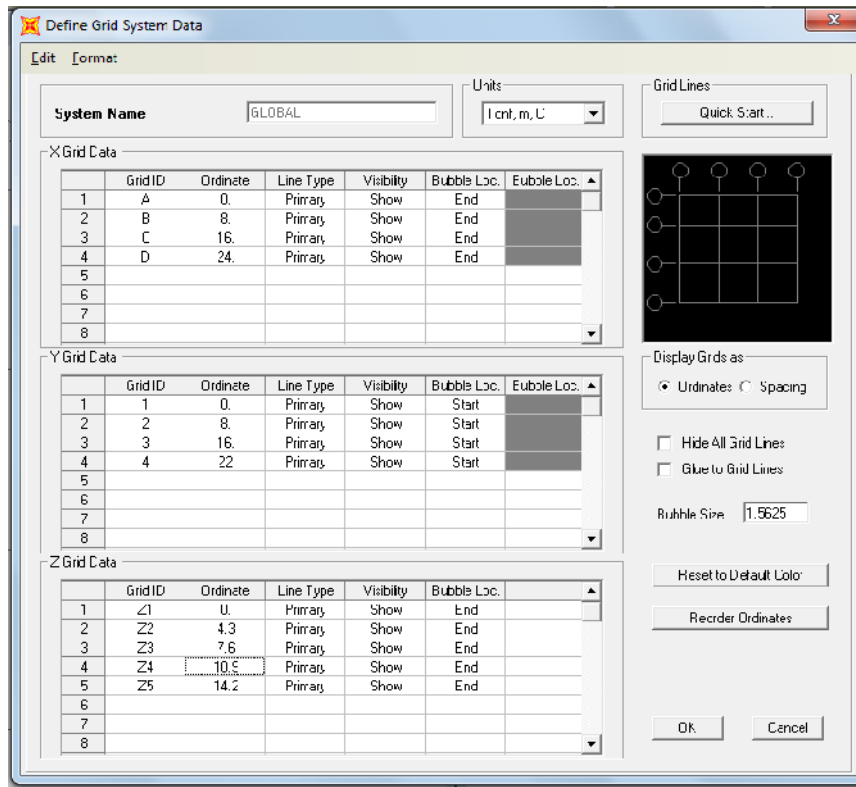 Define Grid System Data
Edit Format
System Name GLOBAL
Units
Tonf, m, C
Grid Lines
Quick Start...
X Grid Data
Grid ID Ordinate Line Type Visibility Bubble Loc. Bubble Loc.
1 A 0. Primary Show End
2 B 8. Primary Show End
3 C 16. Primary Show End
4 D 24. Primary Show End
5
6
7
8
Y Grid Data
Grid ID Ordinate Line Type Visibility Bubble Loc. Bubble Loc.
1 1 0. Primary Show Start
2 2 8. Primary Show Start
3 3 16. Primary Show Start
4 4 22 Primary Show Start
5
6
7
8
Display Grids as
Ordinates Spacing
Hide All Grid Lines
Glue to Grid Lines
Bubble Size 1.5625
Z Grid Data
Grid ID Ordinate Line Type Visibility Bubble Loc.
1 Z1 0. Primary Show End
2 Z2 4.3 Primary Show End
3 Z3 7.6 Primary Show End
4 Z4 10.9 Primary Show End
5 Z5 14.2 Primary Show End
6
7
8
Reset to Default Color
Reorder Ordinates
OK Cancel